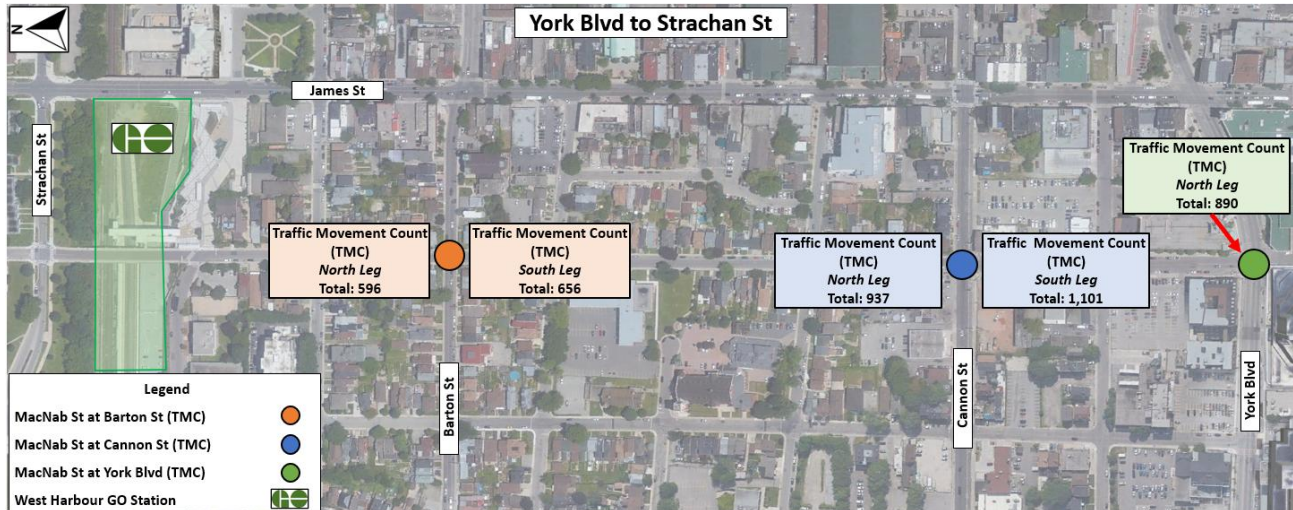 York Blvd to Strachan St
N
James St
Strachan St
GO
Traffic Movement Count
(TMC)
North Leg
Total: 890
Traffic Movement Count
(TMC)
North Leg
Total: 596
Traffic Movement Count
(TMC)
South Leg
Total: 656
Traffic Movement Count
(TMC)
North Leg
Total: 937
Traffic Movement Count
(TMC)
South Leg
Total: 1,101
Barton St
Cannon St
York Blvd
Legend
MacNab St at Barton St (TMC)
MacNab St at Cannon St (TMC)
MacNab St at York Blvd (TMC)
West Harbour GO Station
GO